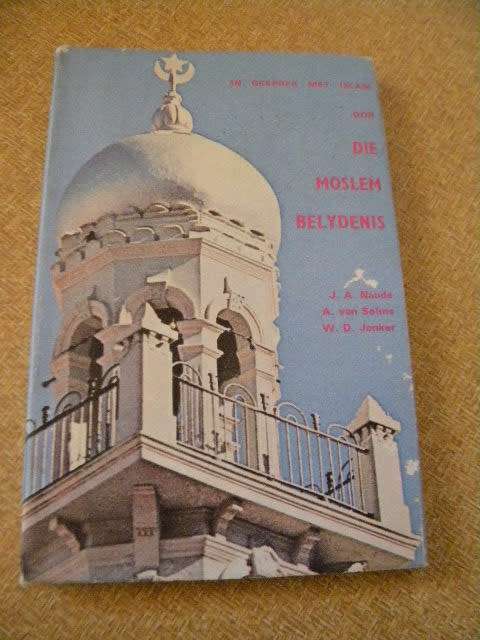 IN GESPREK MET ISLAM
OOR
DIE
MOSLEM
BELYDENIS
J. A. Naude
A. van Selms
W. D. Jonker